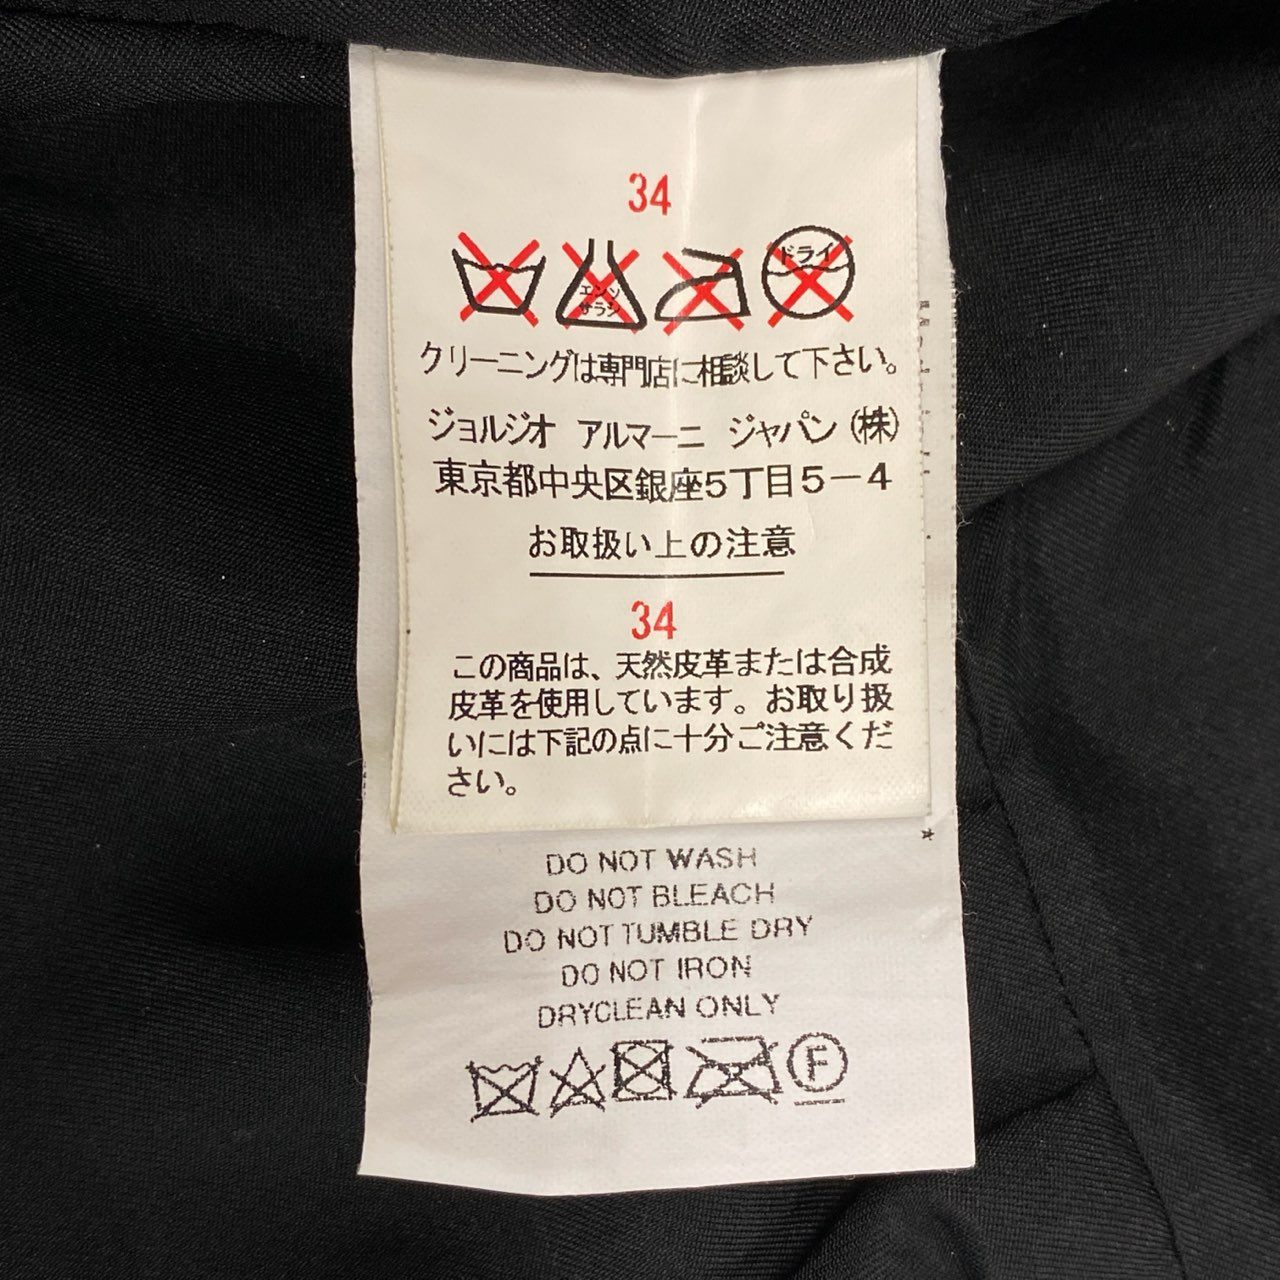 34
エンソ
サラシ
ドライ
クリーニングは専門店に相談して下さい。
ジョルジオ アルマーニ ジャパン(株)
東京都中央区銀座5丁目5-4
お取扱い上の注意
34
この商品は、天然皮革または合成
皮革を使用しています。お取り扱
いには下記の点に十分ご注意くだ
さい。
DO NOT WASH
DO NOT BLEACH
DO NOT TUMBLE DRY
DO NOT IRON
DRYCLEAN ONLY
F